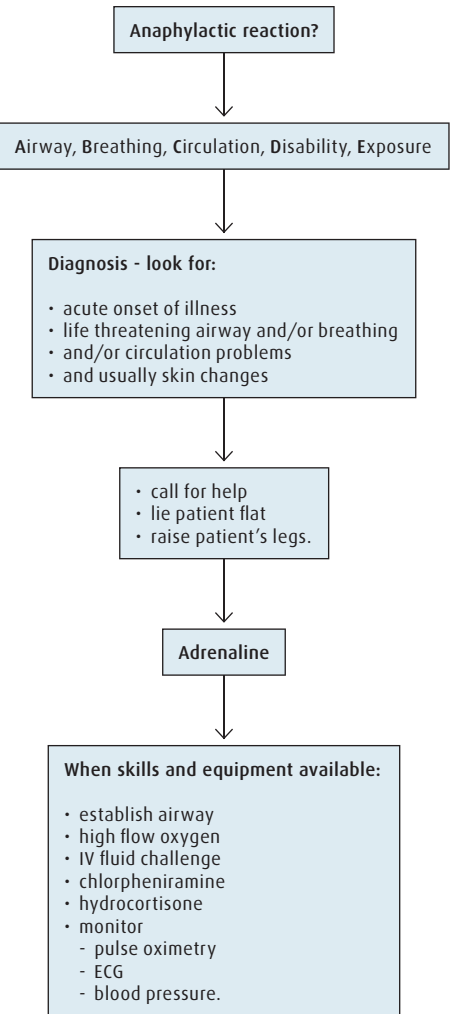 Anaphylactic reaction?
Airway, Breathing, Circulation, Disability, Exposure
Diagnosis - look for:
• acute onset of illness
• life threatening airway and/or breathing
• and/or circulation problems
• and usually skin changes
• call for help
• lie patient flat
• raise patient's legs.
Adrenaline
When skills and equipment available:
• establish airway
• high flow oxygen
• IV fluid challenge
• chlorpheniramine
• hydrocortisone
• monitor
- pulse oximetry
- ECG
- blood pressure.